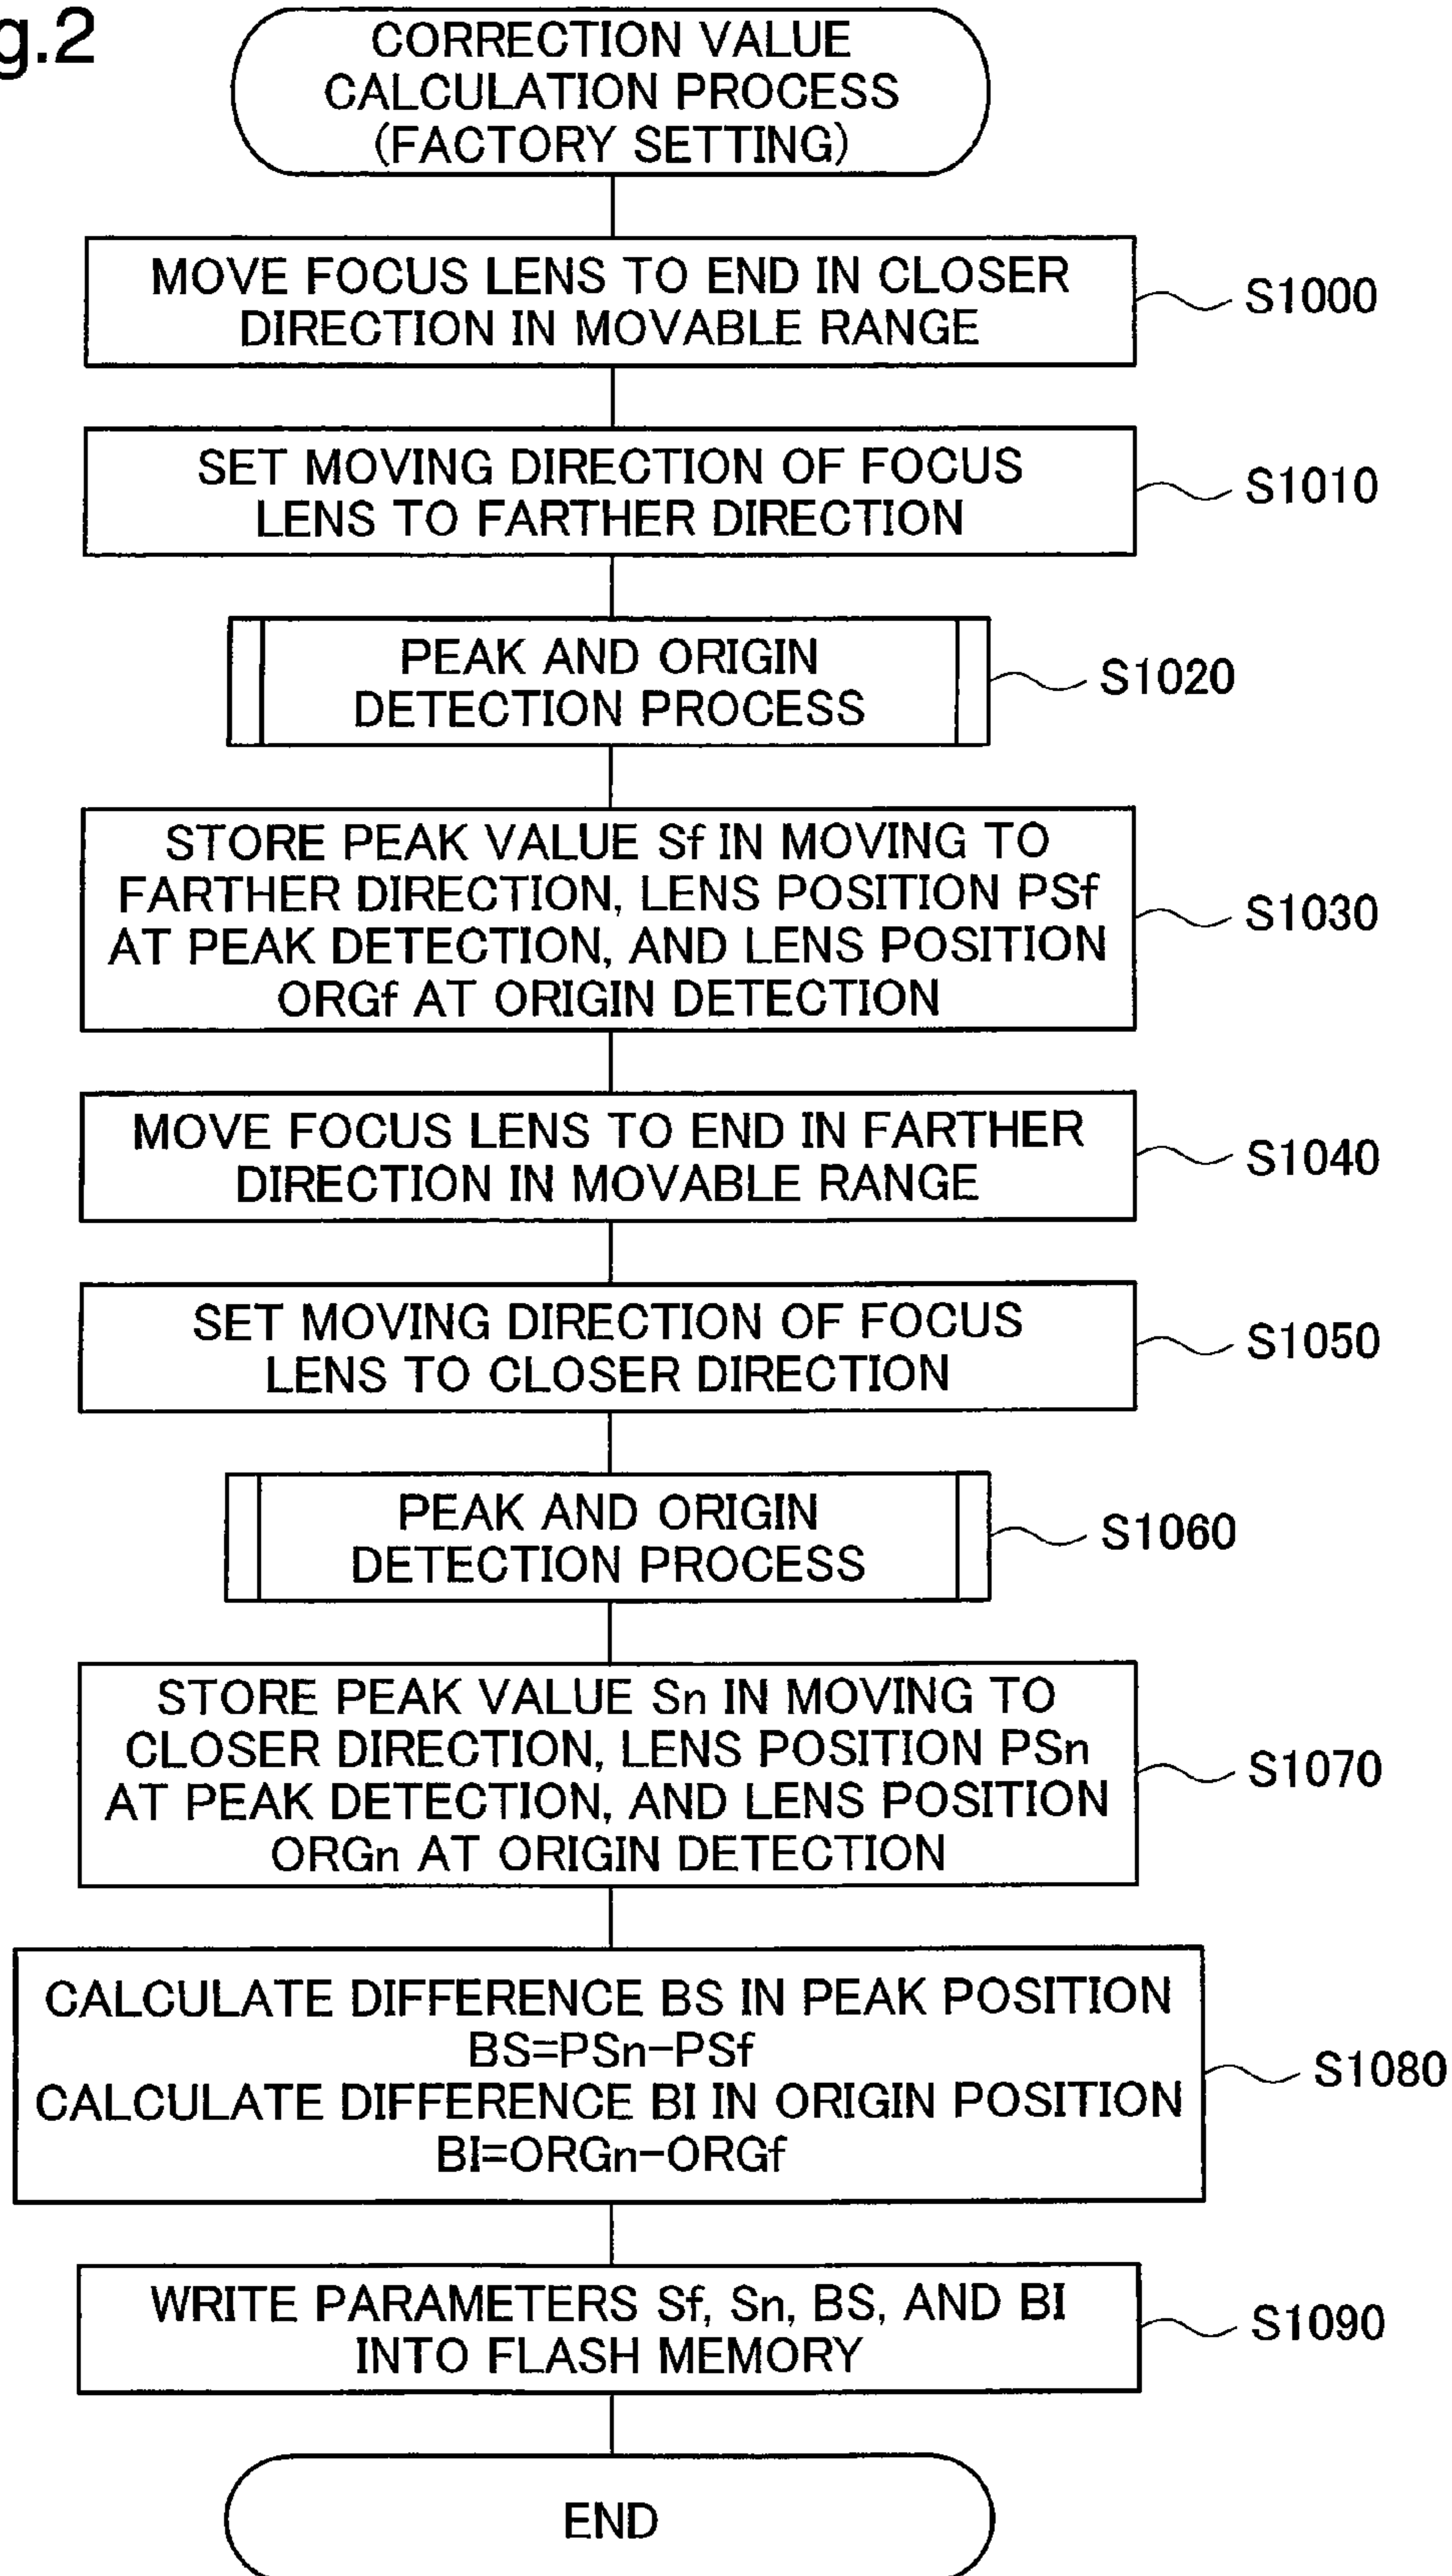 g.2
CORRECTION VALUE
CALCULATION PROCESS
(FACTORY SETTING)
MOVE FOCUS LENS TO END IN CLOSER
DIRECTION IN MOVABLE RANGE
S1000
SET MOVING DIRECTION OF FOCUS
LENS TO FARTHER DIRECTION
S1010
PEAK AND ORIGIN
DETECTION PROCESS
S1020
STORE PEAK VALUE Sf IN MOVING TO
FARTHER DIRECTION, LENS POSITION PSf
AT PEAK DETECTION, AND LENS POSITION
ORGf AT ORIGIN DETECTION
S1030
MOVE FOCUS LENS TO END IN FARTHER
DIRECTION IN MOVABLE RANGE
S1040
SET MOVING DIRECTION OF FOCUS
LENS TO CLOSER DIRECTION
S1050
PEAK AND ORIGIN
DETECTION PROCESS
S1060
STORE PEAK VALUE Sn IN MOVING TO
CLOSER DIRECTION, LENS POSITION PSn
AT PEAK DETECTION, AND LENS POSITION
ORGn AT ORIGIN DETECTION
S1070
CALCULATE DIFFERENCE BS IN PEAK POSITION
BS=PSn-PSf
CALCULATE DIFFERENCE BI IN ORIGIN POSITION
BI=ORGn-ORGf
S1080
WRITE PARAMETERS Sf, Sn, BS, AND BI
INTO FLASH MEMORY
S1090
END